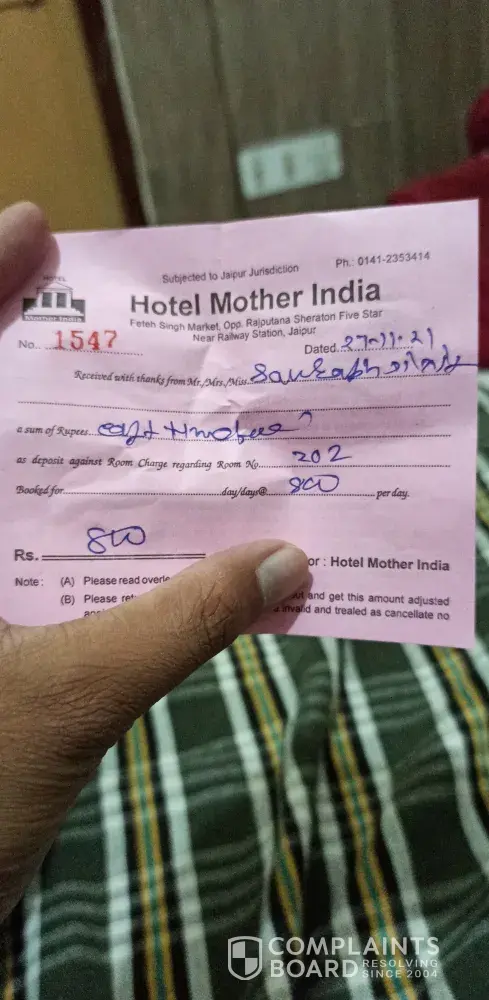 Subjected to Jaipur Jurisdiction
Ph.: 0141-2353414
HOTEL
Mother India
Hotel Mother India
Feteh Singh Market, Opp. Rajputana Sheraton Five Star
Near Railway Station, Jaipur
No.. 1547
Dated 27-11-21
Received with thanks from Mr./Mrs./Miss
a sum of Rupees
as deposit against Room Charge regarding Room No. 202
Booked for day/days@ 800 per day.
Rs. 800
or : Hotel Mother India
Note : (A) Please read overle
(B) Please ret and get this amount adjusted
invalid and trealed as cancellate no
COMPLAINTS
BOARD RESOLVING
SINCE 2004